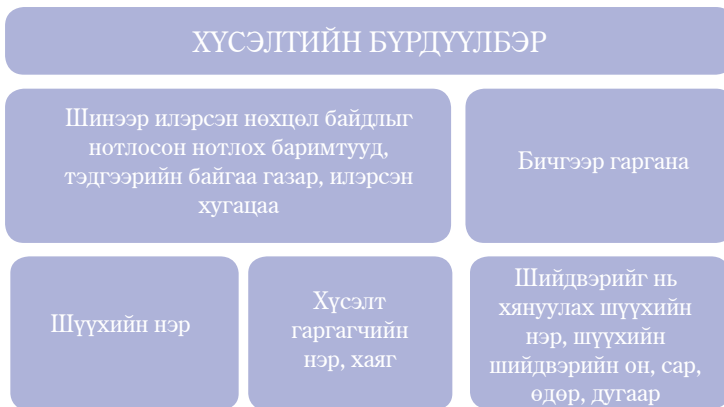 ХҮСЭЛТИЙН БҮРДҮҮЛБЭР
Шинээр илэрсэн нөхцөл байдлыг
нотлосон нотлох баримтууд,
тэдгээрийн байгаа газар, илэрсэн
хугацаа
Бичгээр гаргана
Шүүхийн нэр
Хүсэлт
гаргагчийн
нэр, хаяг
Шийдвэрийг нь
хянуулах шүүхийн
нэр, шүүхийн
шийдвэрийн он, сар,
өдөр, дугаар